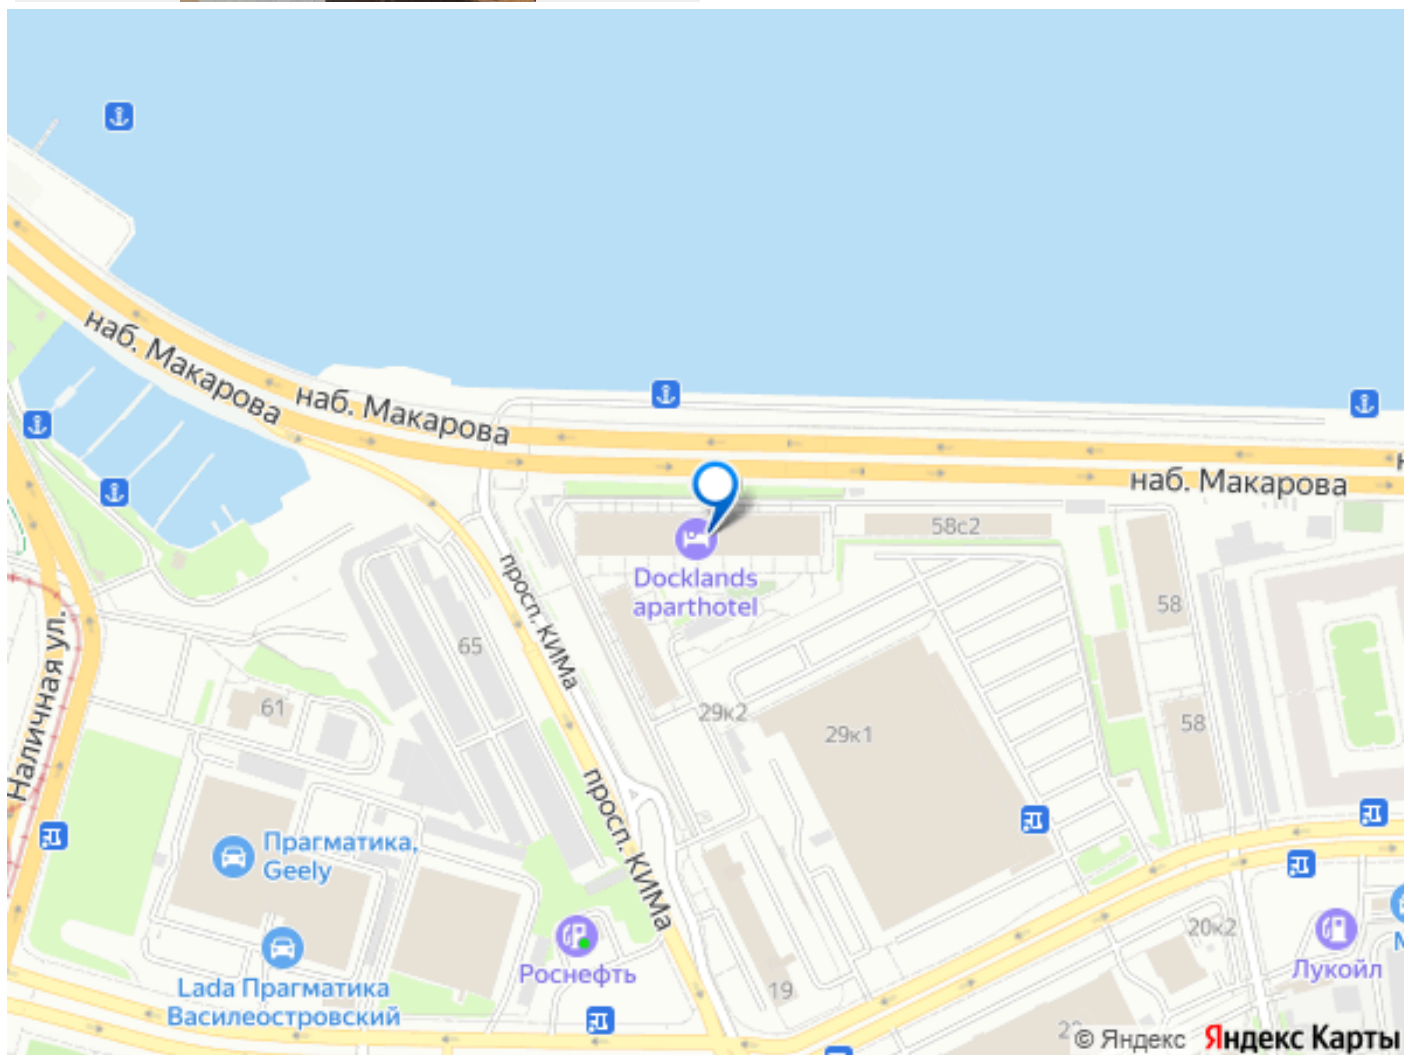 наб. Макарова
наб. Макарова
наб. Макарова
58с2
Docklands
aparthotel
просп. КИМа
58
65
Наличная ул.
61
29к2
29к1
58
просп. КИМа
Прагматика,
Geely
20к2
Роснефть
Лукойл
Lada Прагматика
Василеостровский
19
© Яндекс Яндекс Карты